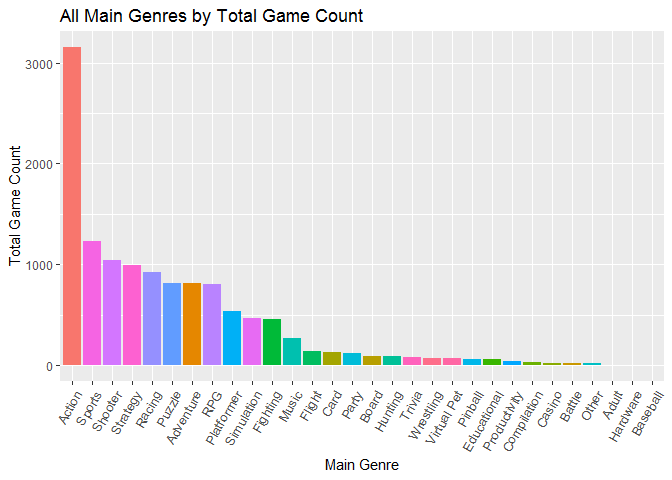 All Main Genres by Total Game Count
Total Game Count
3000
2000
1000
0
Action
Sports
Shooter
Strategy
Racing
Puzzle
Adventure
RPG
Platformer
Simulation
Fighting
Music
Flight
Card
Party
Board
Hunting
Trivia
Wrestling
Virtual Pet
Pinball
Educational
Productivity
Compilation
Casino
Battle
Other
Adult
Hardware
Baseball
Main Genre